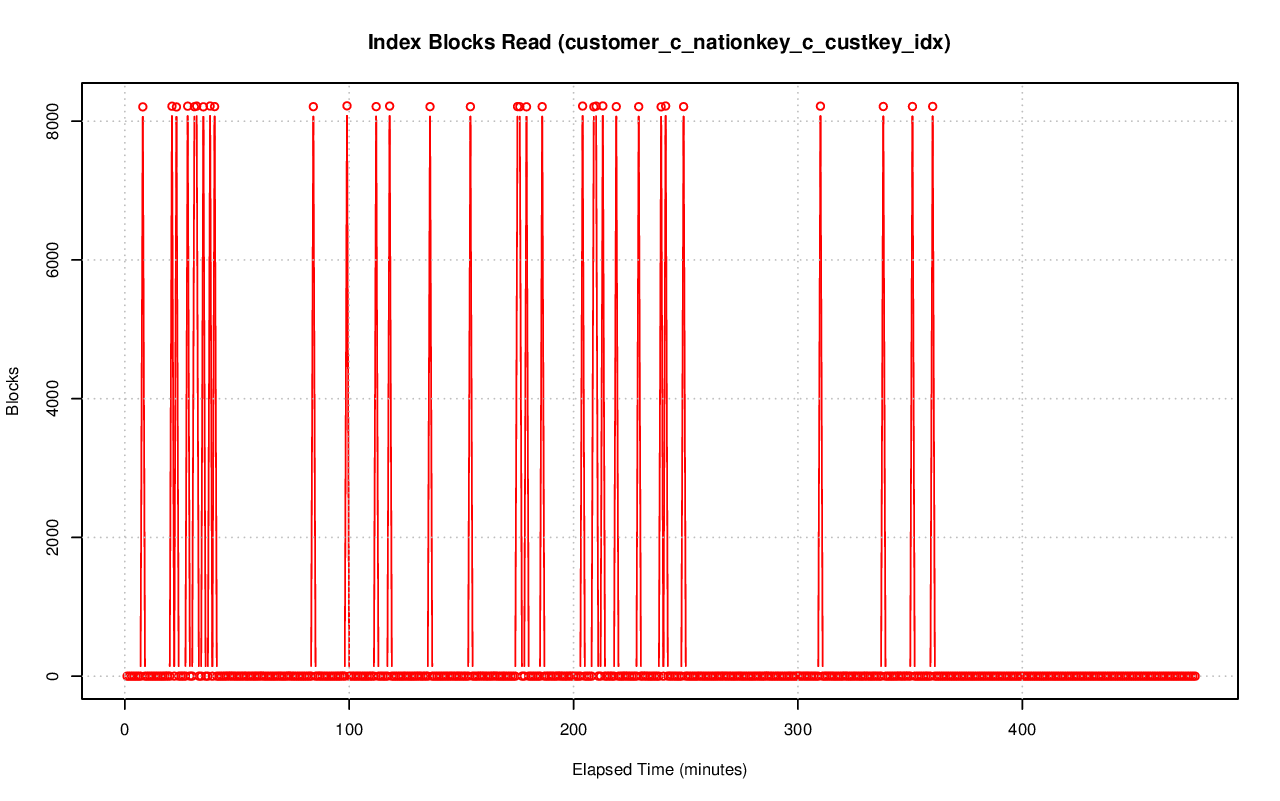 Index Blocks Read (customer_c_nationkey_c_custkey_idx)
Blocks
8000
6000
4000
2000
0
0 100 200 300 400
Elapsed Time (minutes)